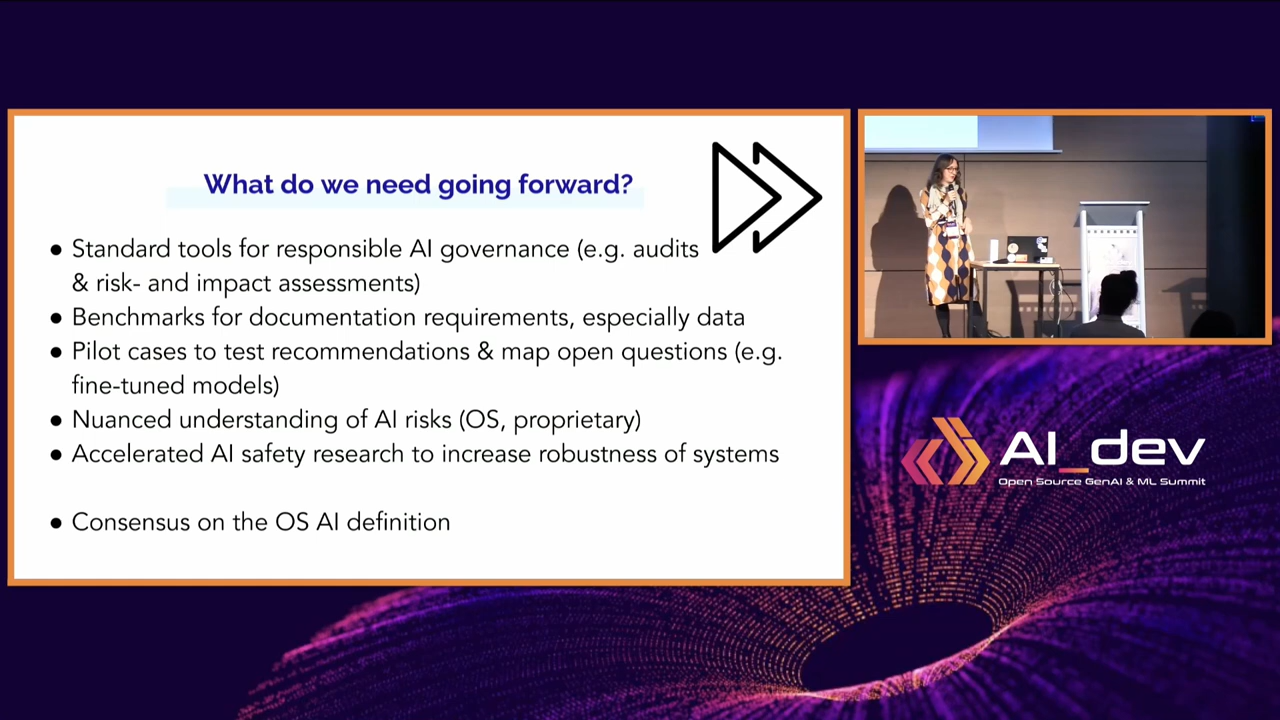 What do we need going forward?
● Standard tools for responsible AI governance (e.g. audits
& risk- and impact assessments)
● Benchmarks for documentation requirements, especially data
● Pilot cases to test recommendations & map open questions (e.g.
fine-tuned models)
● Nuanced understanding of AI risks (OS, proprietary)
● Accelerated AI safety research to increase robustness of systems
● Consensus on the OS AI definition
AI_dev
Open Source GenAI & ML Summit